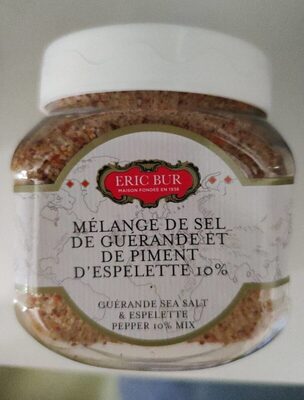 ERIC BUR
MAISON FONDÉE EN 1936
MÉLANGE DE SEL
DE GUÉRANDE ET
DE PIMENT
D'ESPELETTE 10%
GUÉRANDE SEA SALT
& ESPELETTE
PEPPER 10% MIX